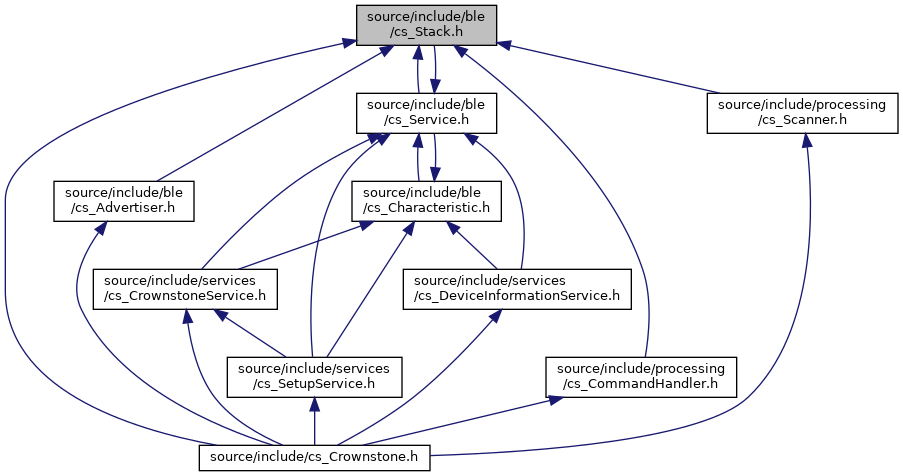 source/include/ble
/cs_Stack.h
source/include/ble
/cs_Service.h
source/include/processing
/cs_Scanner.h
source/include/ble
/cs_Advertiser.h
source/include/ble
/cs_Characteristic.h
source/include/services
/cs_CrownstoneService.h
source/include/services
/cs_DeviceInformationService.h
source/include/services
/cs_SetupService.h
source/include/processing
/cs_CommandHandler.h
source/include/cs_Crownstone.h